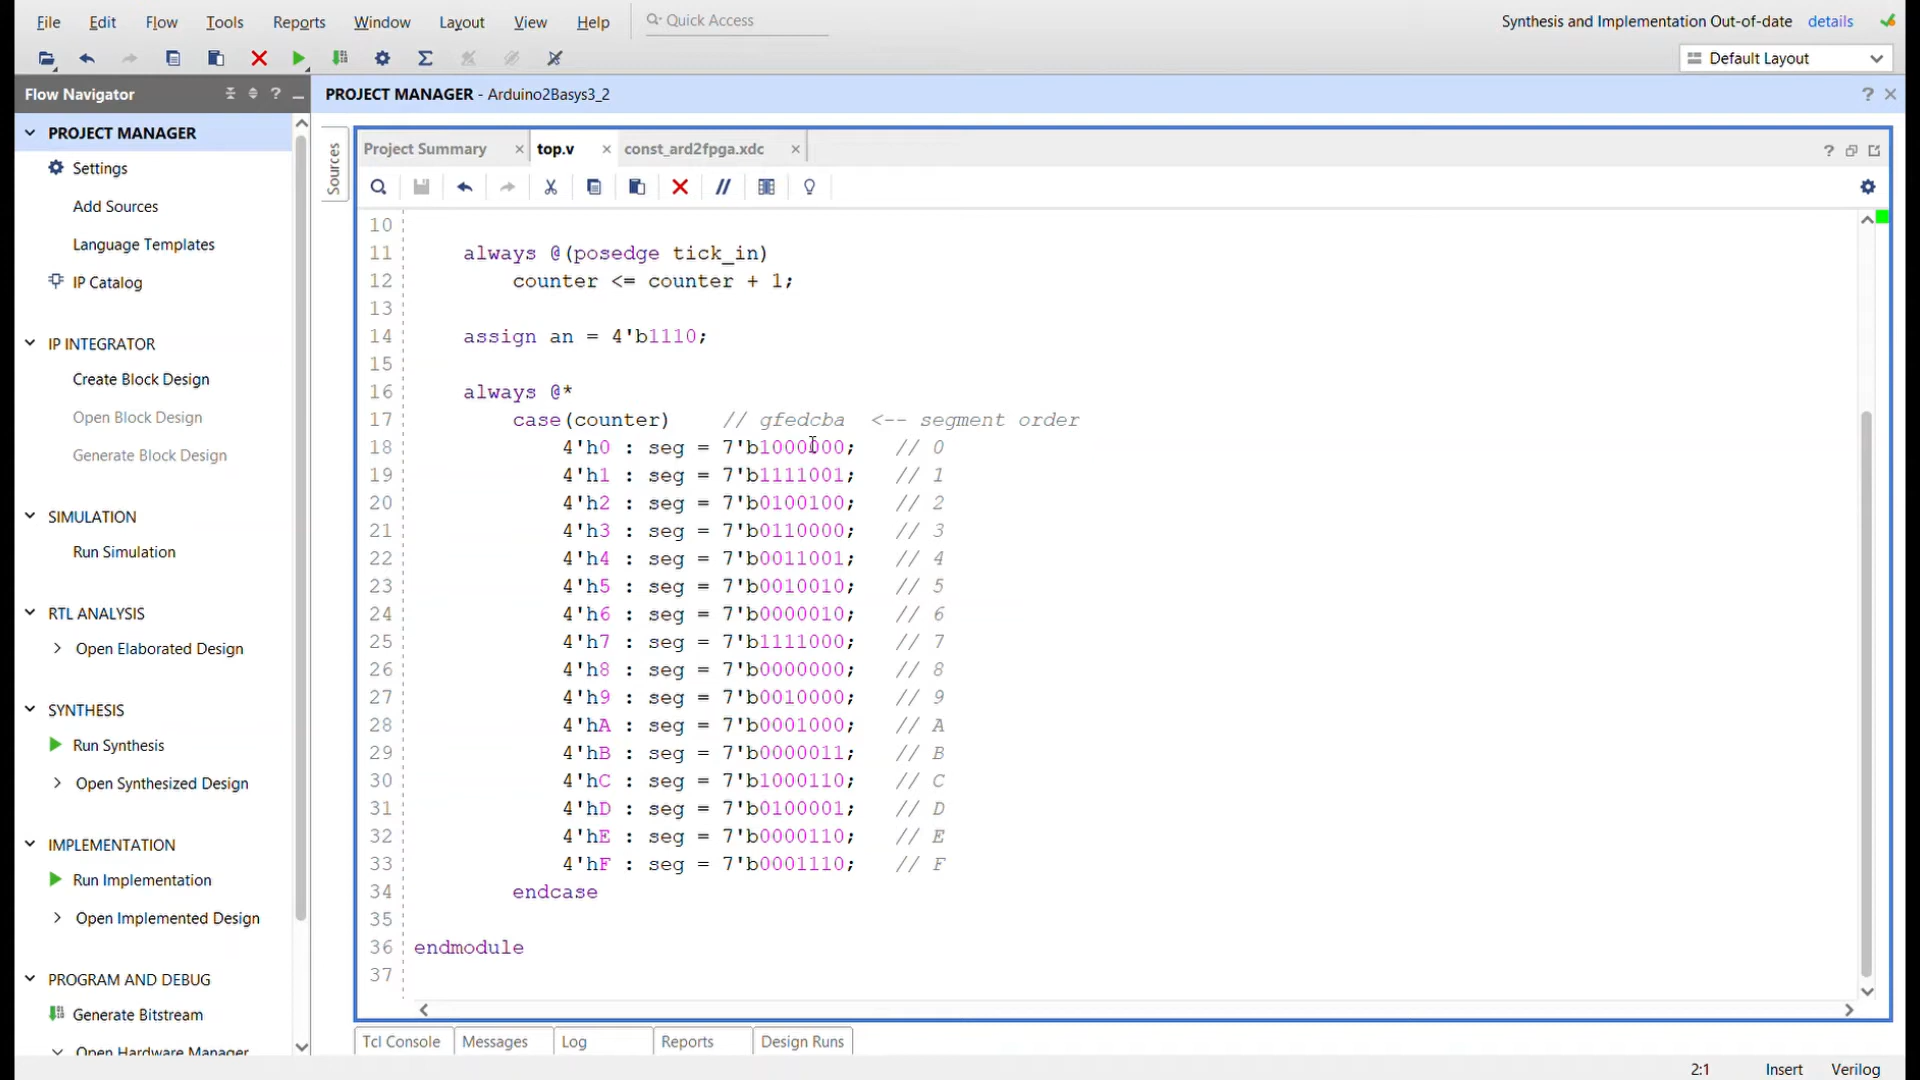 File Edit Flow Tools Reports Window Layout View Help Quick Access Synthesis and Implementation Out-of-date details
Default Layout
Flow Navigator
PROJECT MANAGER - Arduino2Basys3_2
PROJECT MANAGER
Settings
Add Sources
Language Templates
IP Catalog
IP INTEGRATOR
Create Block Design
Open Block Design
Generate Block Design
SIMULATION
Run Simulation
RTL ANALYSIS
Open Elaborated Design
SYNTHESIS
Run Synthesis
Open Synthesized Design
IMPLEMENTATION
Run Implementation
Open Implemented Design
PROGRAM AND DEBUG
Generate Bitstream
Open Hardware Manager
Sources
Project Summary top.v const_ard2fpga.xdc
10
11 always @(posedge tick_in)
12 counter <= counter + 1;
13
14 assign an = 4'b1110;
15
16 always @*
17 case(counter) // gfedcba <-- segment order
18 4'h0 : seg = 7'b1000000; // 0
19 4'h1 : seg = 7'b1111001; // 1
20 4'h2 : seg = 7'b0100100; // 2
21 4'h3 : seg = 7'b0110000; // 3
22 4'h4 : seg = 7'b0011001; // 4
23 4'h5 : seg = 7'b0010010; // 5
24 4'h6 : seg = 7'b0000010; // 6
25 4'h7 : seg = 7'b1111000; // 7
26 4'h8 : seg = 7'b0000000; // 8
27 4'h9 : seg = 7'b0010000; // 9
28 4'hA : seg = 7'b0001000; // A
29 4'hB : seg = 7'b0000011; // B
30 4'hC : seg = 7'b1000110; // C
31 4'hD : seg = 7'b0100001; // D
32 4'hE : seg = 7'b0000110; // E
33 4'hF : seg = 7'b0001110; // F
34 endcase
35
36 endmodule
37
Tcl Console Messages Log Reports Design Runs
2:1 Insert Verilog